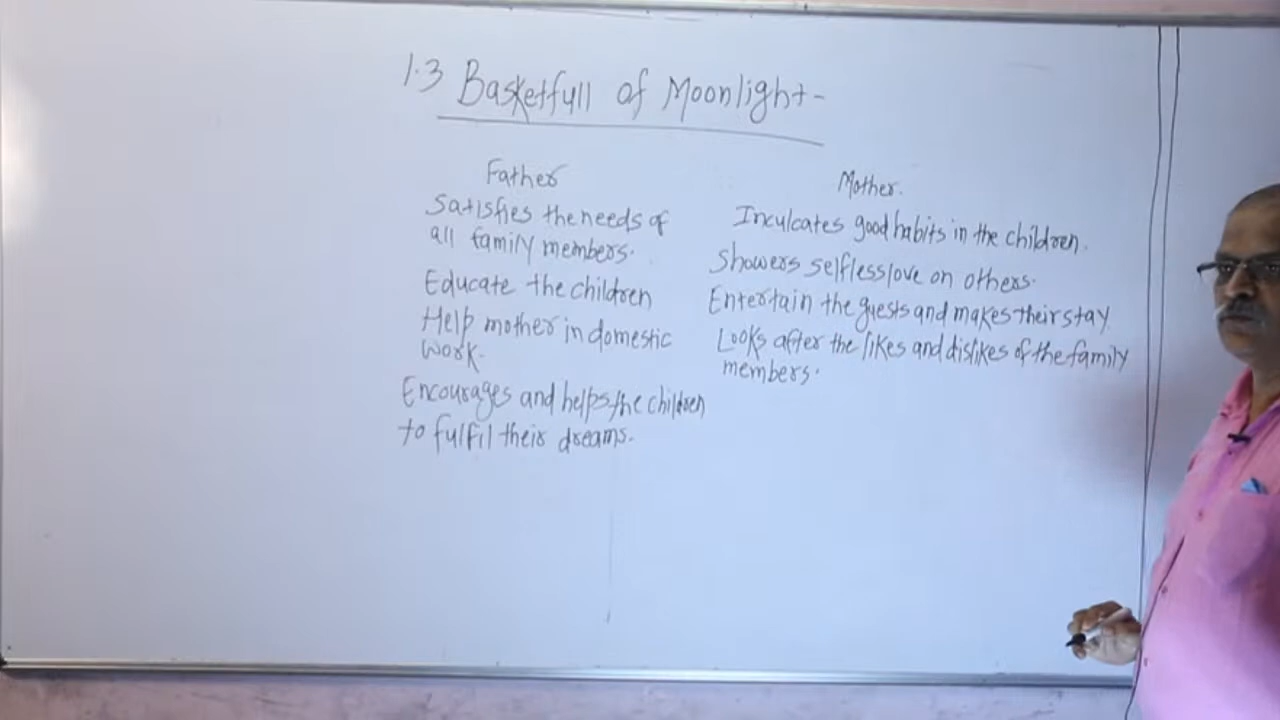 1.3 Basketfull of Moonlight-
Father
Satisfies the needs of
all family members.
Educate the children
Help mother in domestic
work.
Encourages and helps the children
to fulfil their dreams.
Mother.
Inculcates good habits in the children.
Showers selfless love on others.
Entertain the guests and makes their stay
Looks after the likes and dislikes of the family
members.